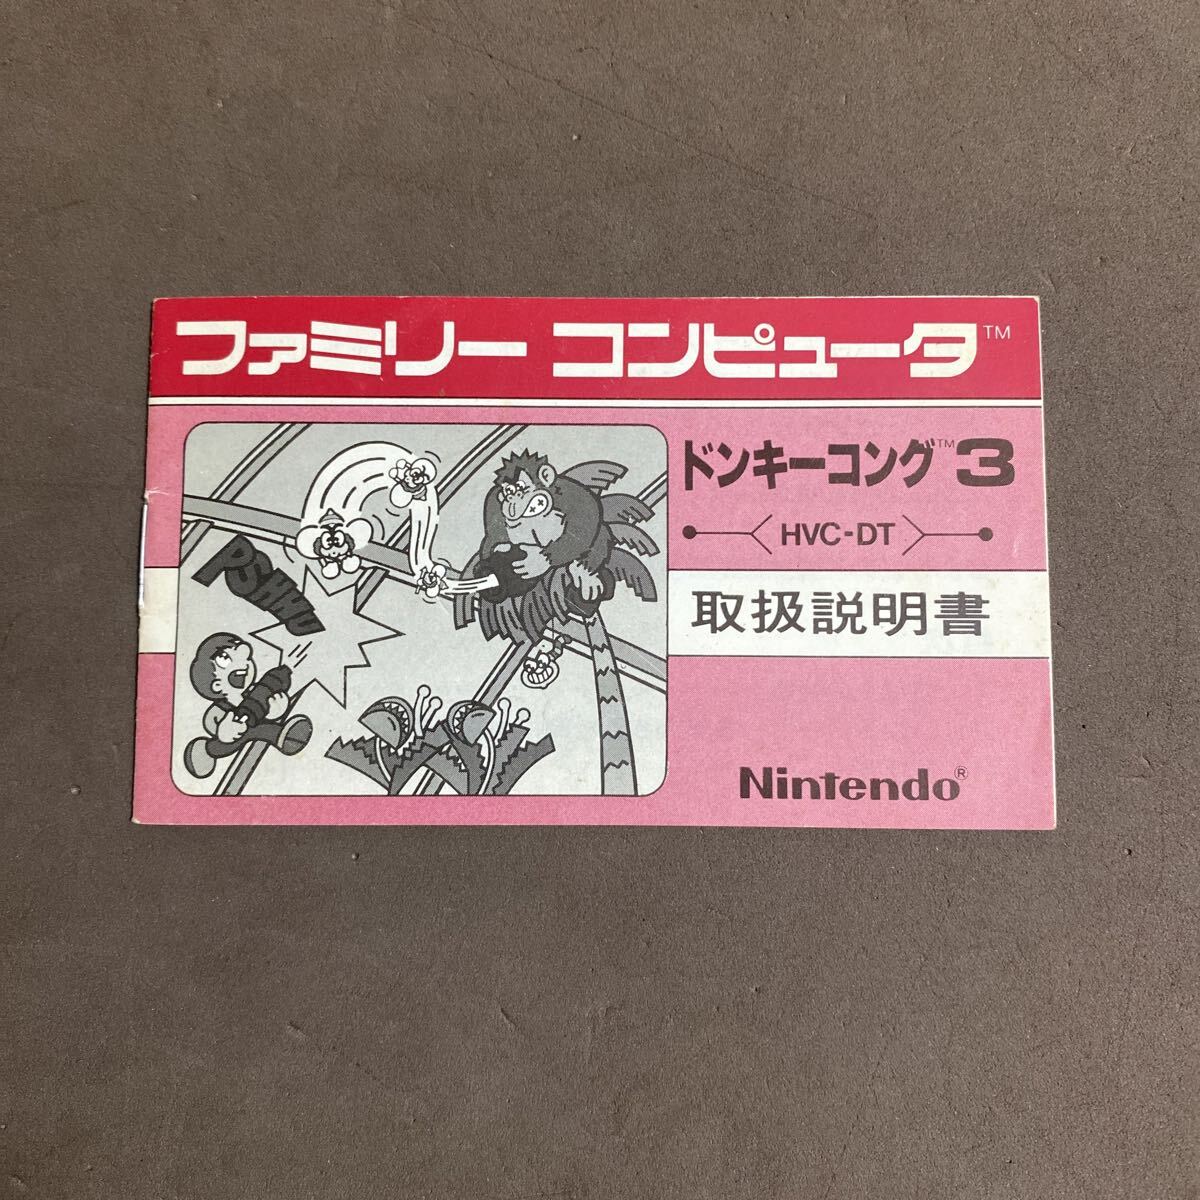 ファミリー コンピュータ™
ドンキーコング™3
HVC-DT
取扱説明書
PSHWU
Nintendo®